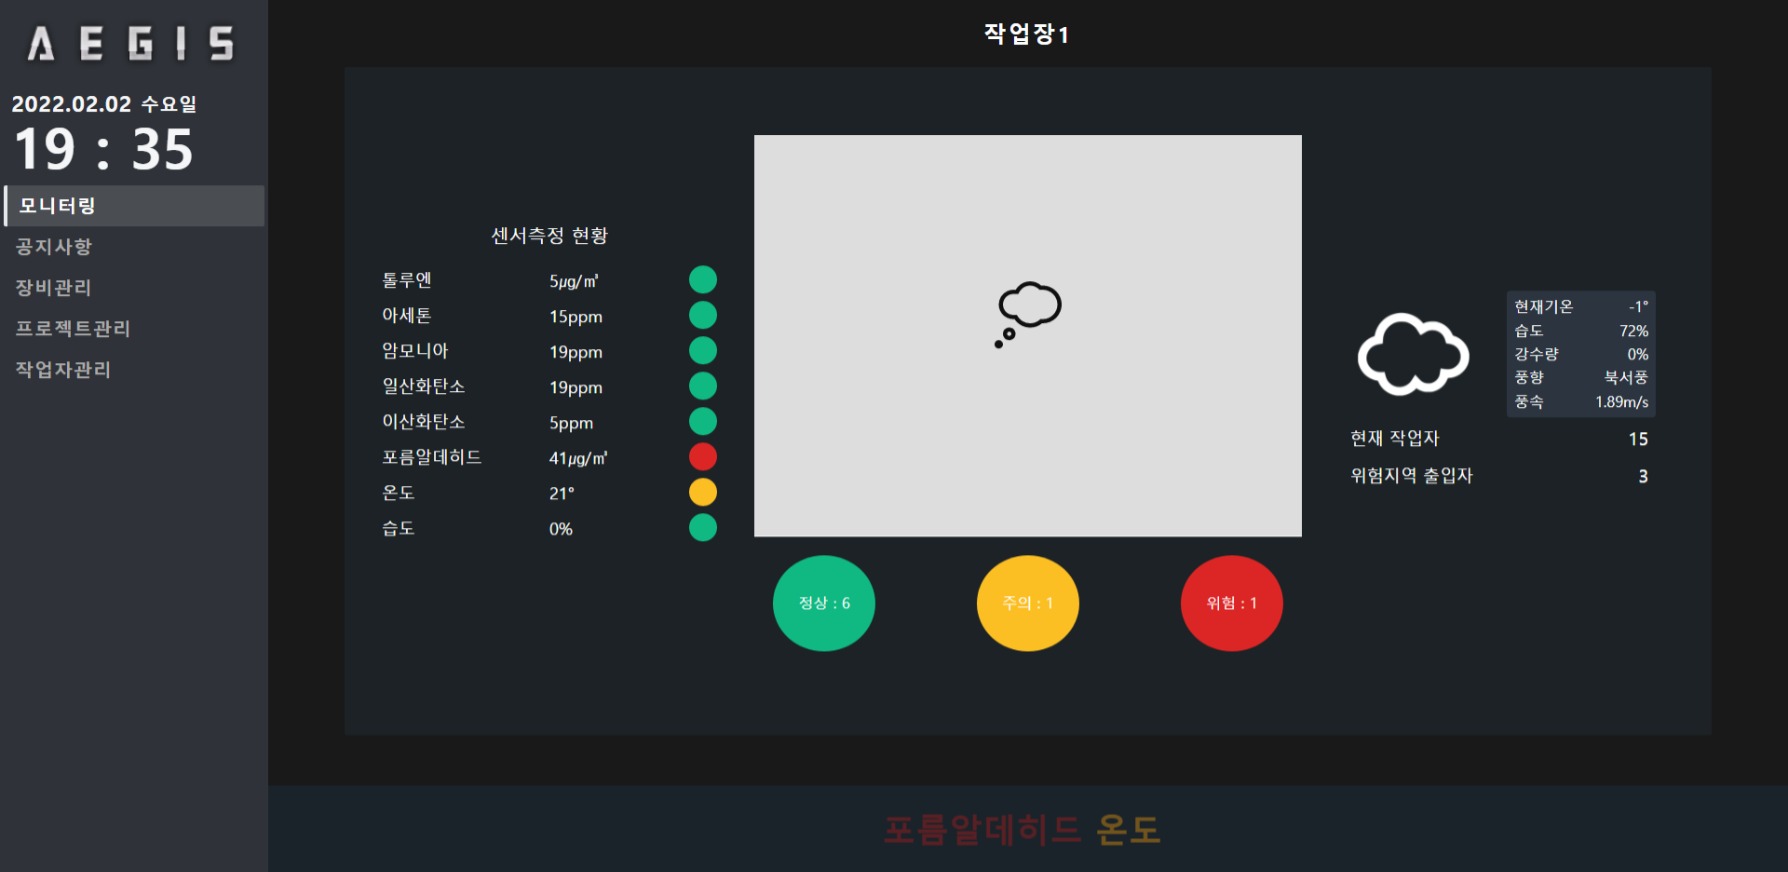 AEGIS
2022.02.02 수요일
19 : 35
모니터링
공지사항
장비관리
프로젝트관리
작업자관리
작업장1
센서측정 현황
톨루엔 5㎍/㎥
아세톤 15ppm
암모니아 19ppm
일산화탄소 19ppm
이산화탄소 5ppm
포름알데히드 41㎍/㎥
온도 21°
습도 0%
정상 : 6
주의 : 1
위험 : 1
현재기온 -1°
습도 72%
강수량 0%
풍향 북서풍
풍속 1.89m/s
현재 작업자 15
위험지역 출입자 3
포름알데히드 온도